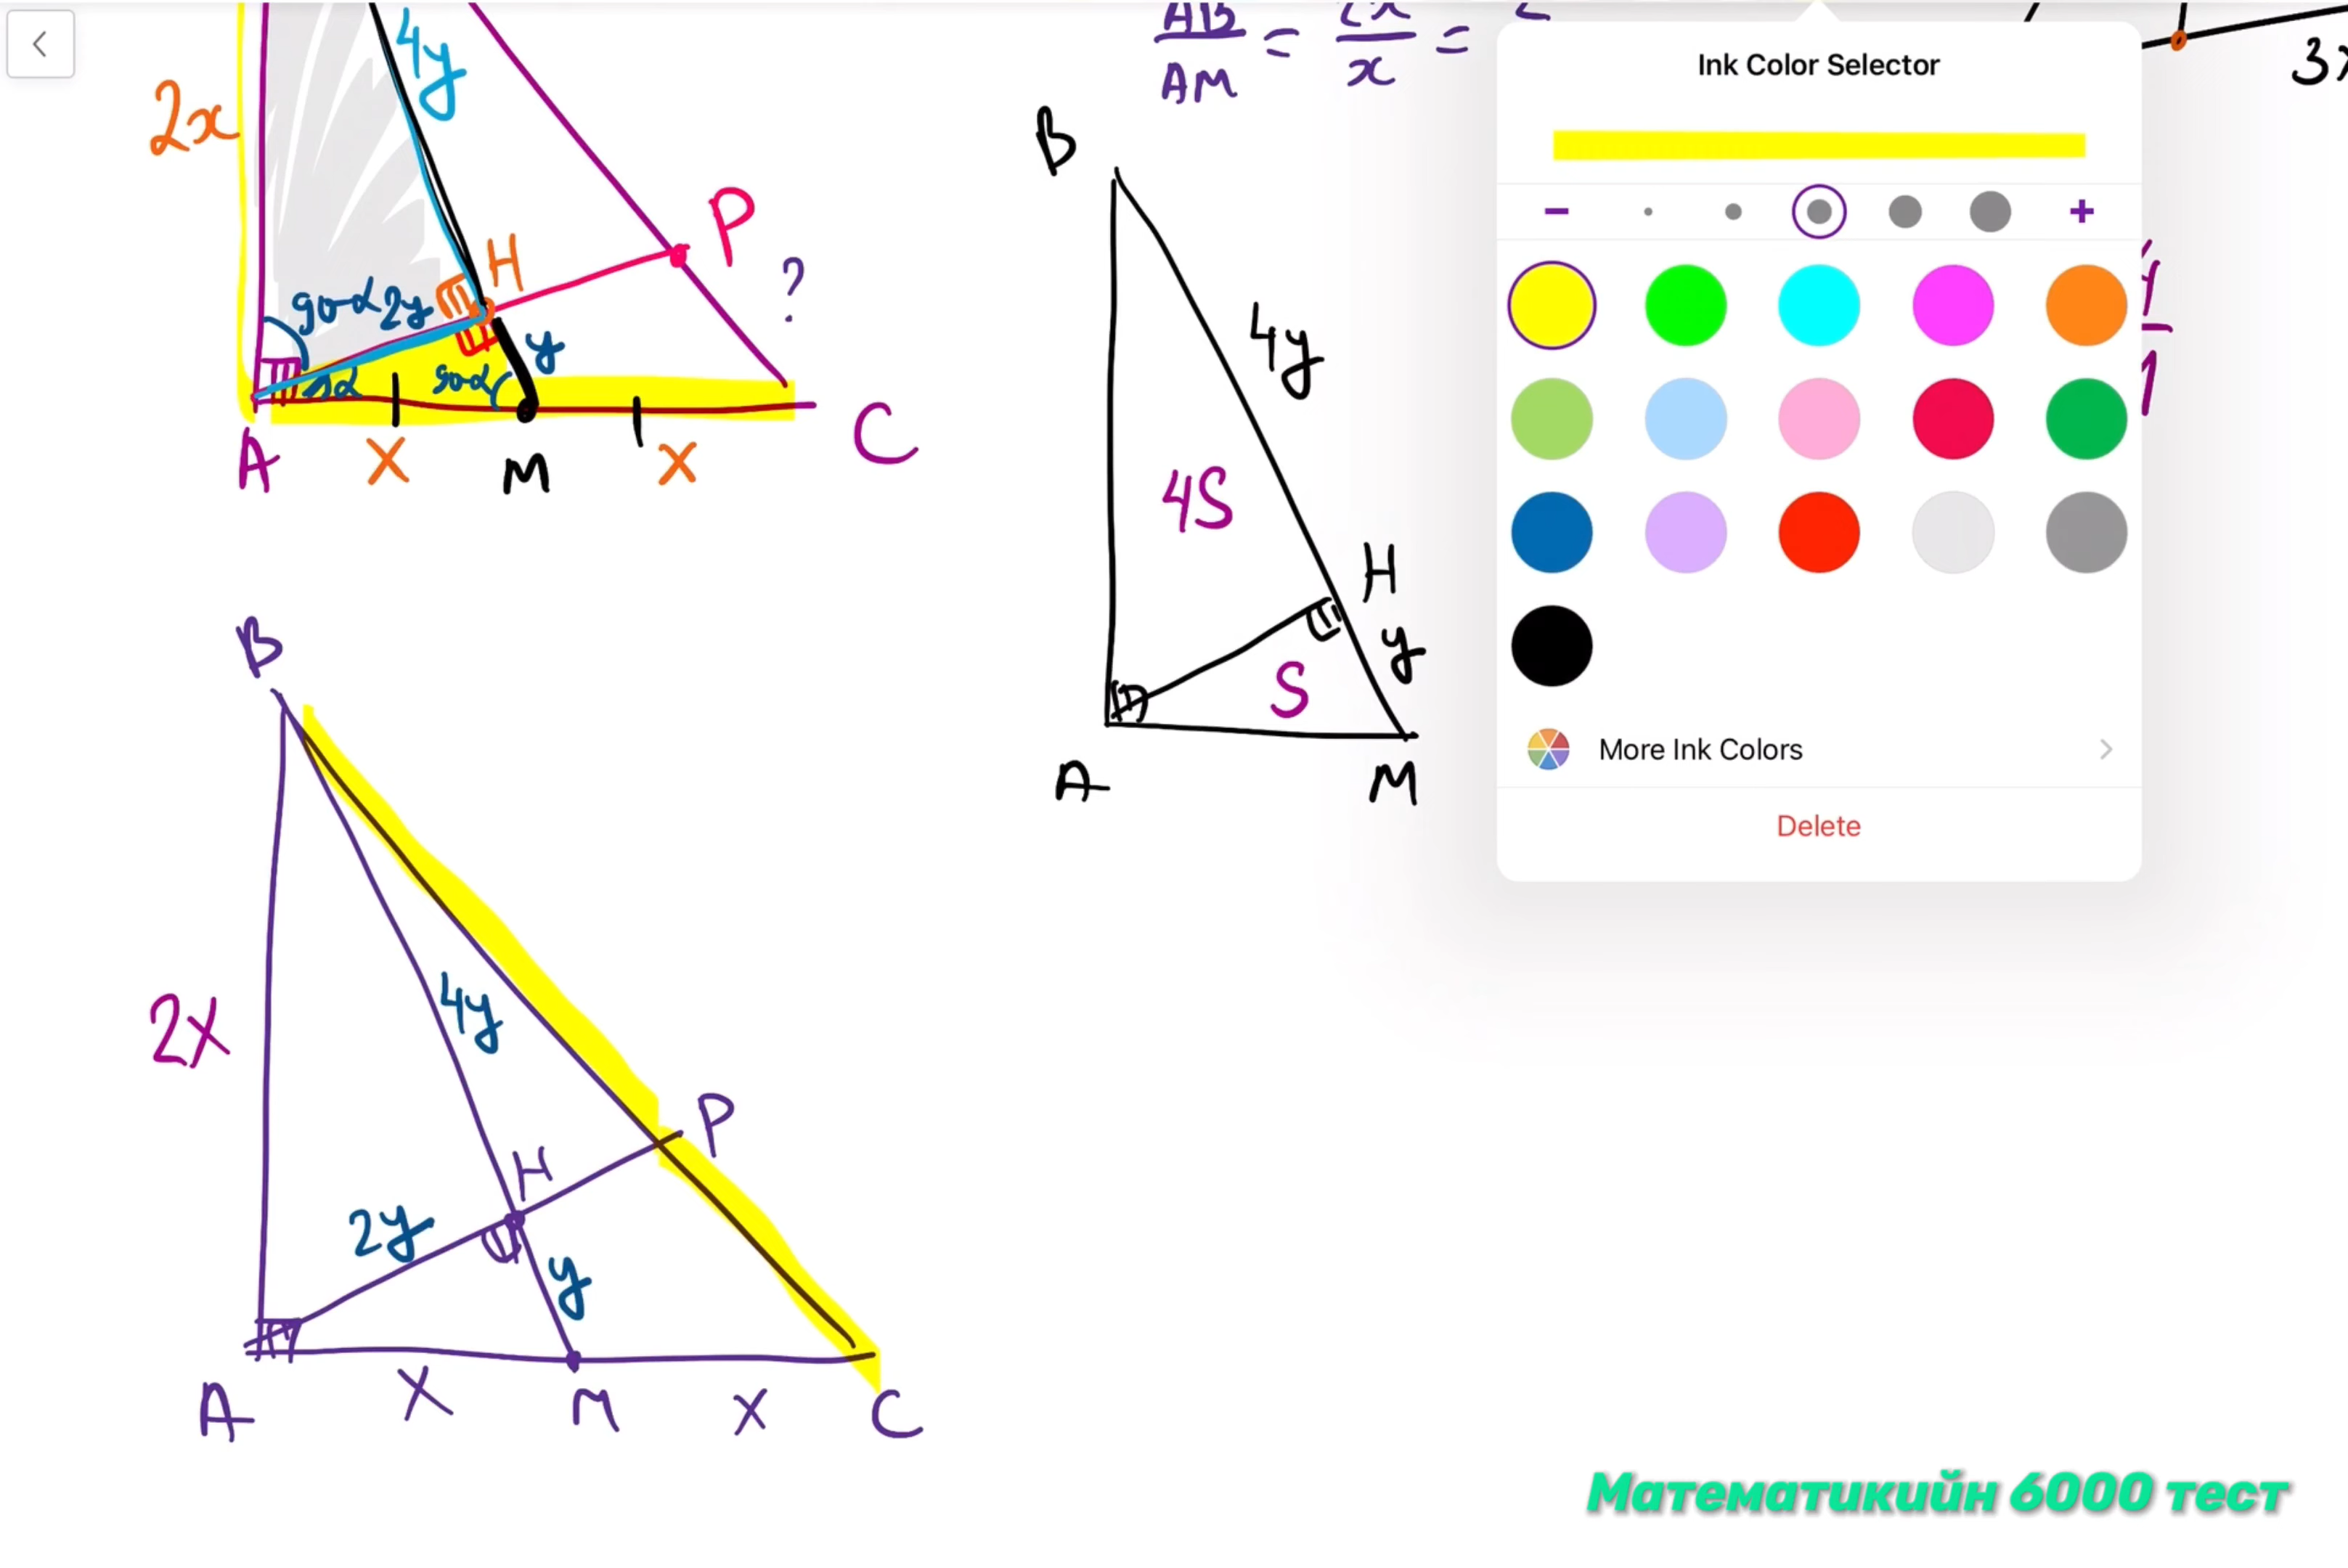 4y
AB/AM = 2x/x =
3x
2x
B
P
H
?
4y
90-α 2y
y
α
90-α
C
4S
A
X
M
X
H
y
S
A
M
B
4y
2X
P
H
2y
y
A
X
M
X
C
Ink Color Selector
More Ink Colors
Delete
Математикийн 6000 тест